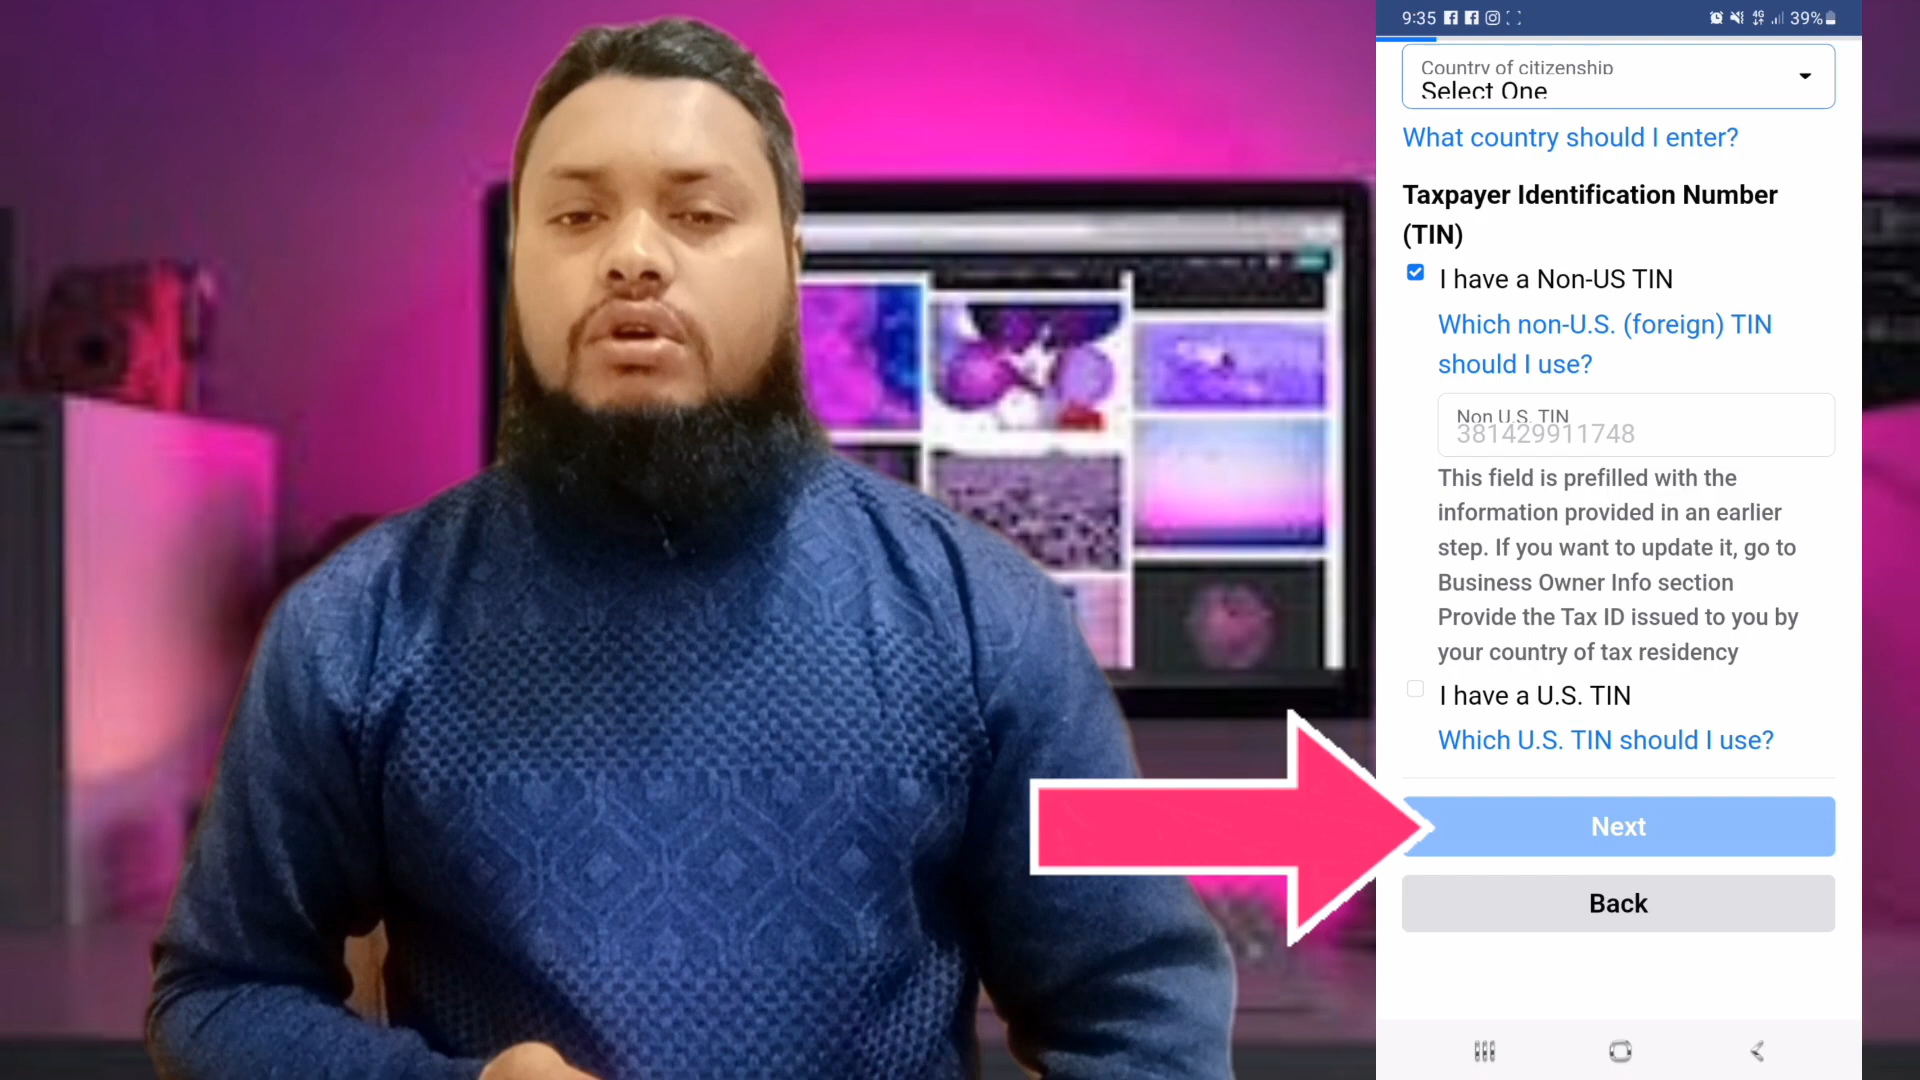 9:35
4G
39%
Country of citizenship
Select One
What country should I enter?
Taxpayer Identification Number
(TIN)
I have a Non-US TIN
Which non-U.S. (foreign) TIN
should I use?
Non U.S. TIN
381429911748
This field is prefilled with the
information provided in an earlier
step. If you want to update it, go to
Business Owner Info section
Provide the Tax ID issued to you by
your country of tax residency
I have a U.S. TIN
Which U.S. TIN should I use?
Next
Back